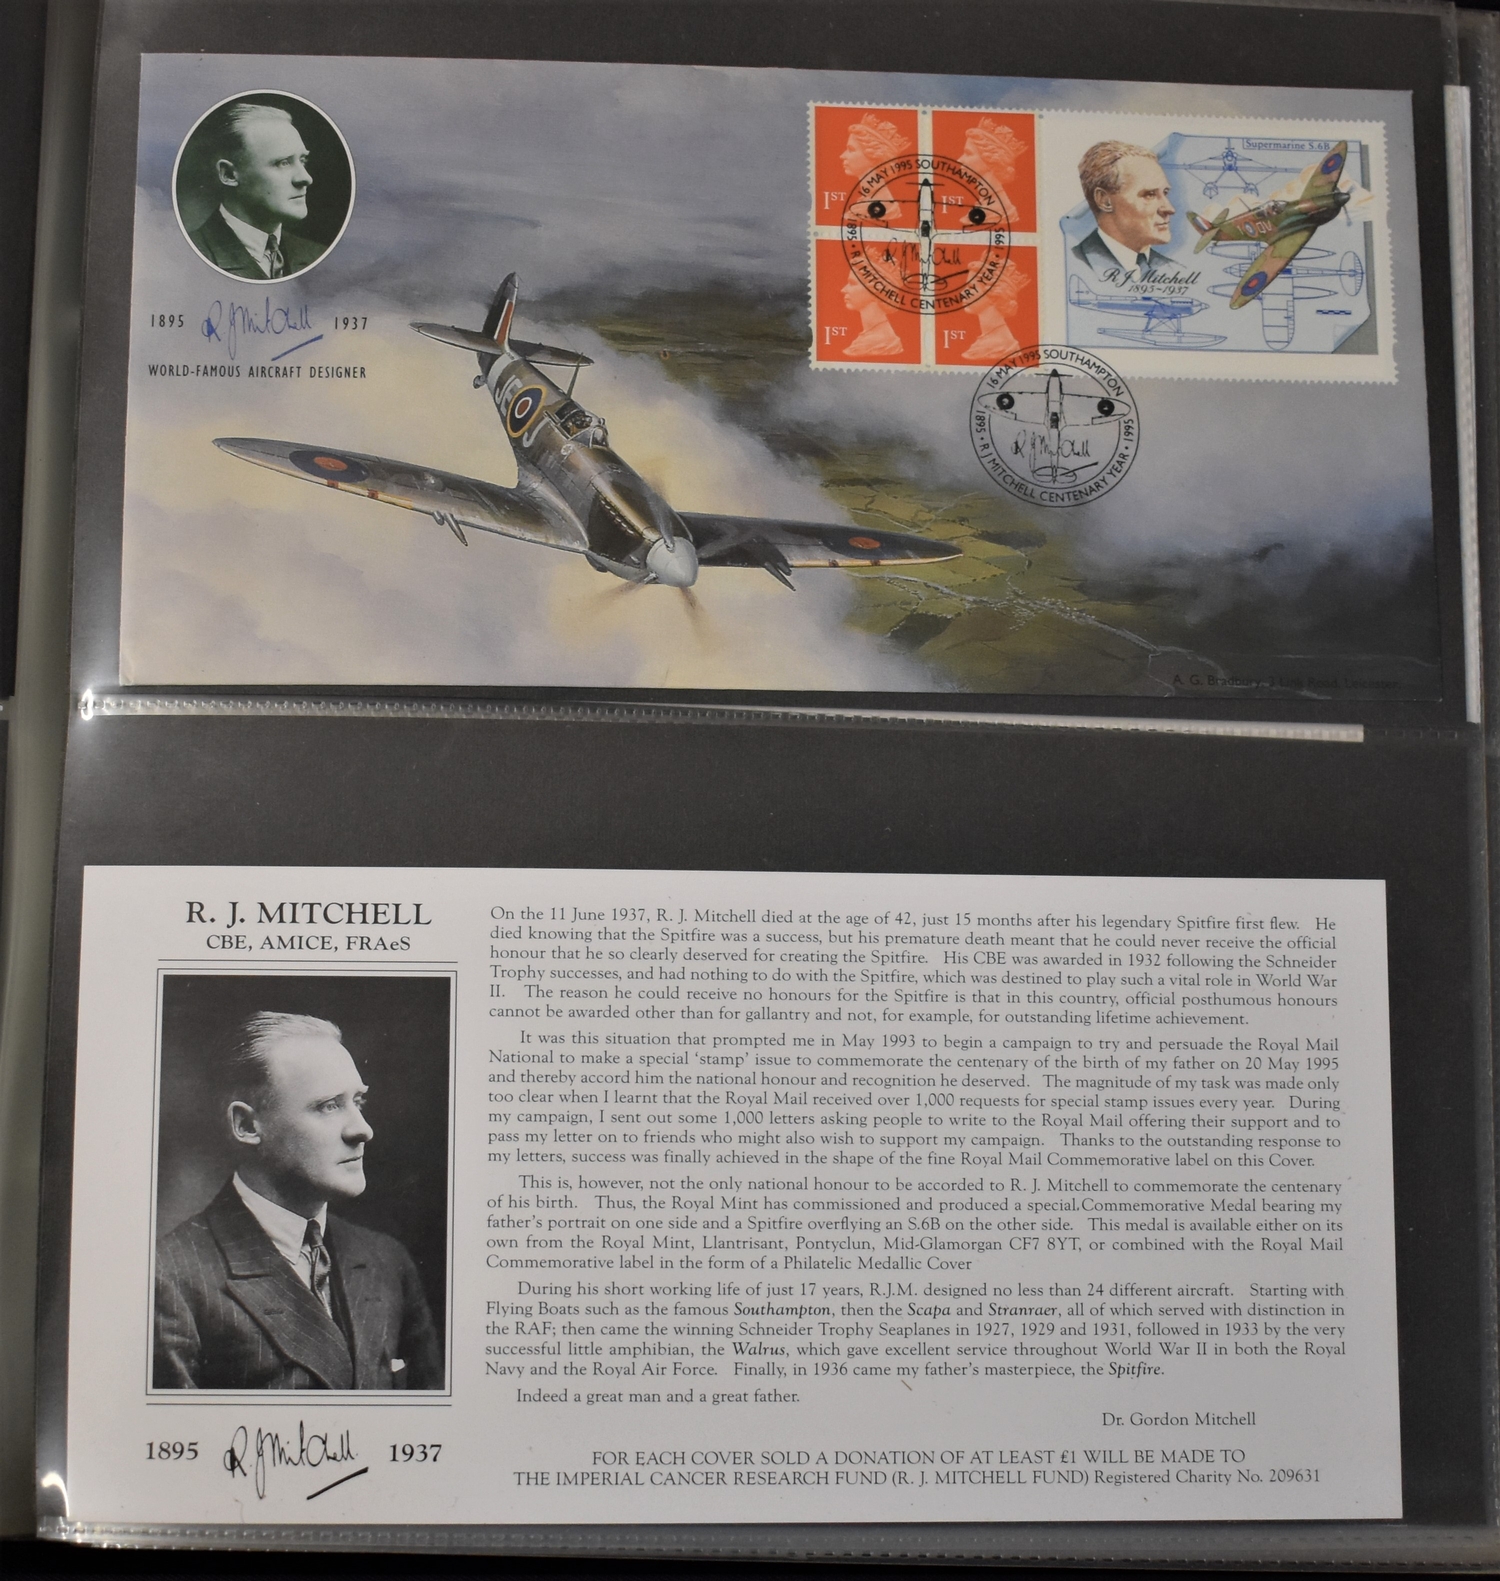 1895 R J Mitchell 1937
WORLD-FAMOUS AIRCRAFT DESIGNER
JE J
1ST 1ST
1ST 1ST
16 MAY 1995 SOUTHAMPTON
R J Mitchell
1895 • R J MITCHELL CENTENARY YEAR • 1995
Supermarine S.6B
R J Mitchell
1895-1937
16 MAY 1995 SOUTHAMPTON
R J Mitchell
1895 • R J MITCHELL CENTENARY YEAR • 1995
A. G. Bradbury, 3 Link Road, Leicester
R. J. MITCHELL
CBE, AMICE, FRAeS
1895 R. J Mitchell 1937
On the 11 June 1937, R. J. Mitchell died at the age of 42, just 15 months after his legendary Spitfire first flew. He
died knowing that the Spitfire was a success, but his premature death meant that he could never receive the official
honour that he so clearly deserved for creating the Spitfire. His CBE was awarded in 1932 following the Schneider
Trophy successes, and had nothing to do with the Spitfire, which was destined to play such a vital role in World War
II. The reason he could receive no honours for the Spitfire is that in this country, official posthumous honours
cannot be awarded other than for gallantry and not, for example, for outstanding lifetime achievement.
It was this situation that prompted me in May 1993 to begin a campaign to try and persuade the Royal Mail
National to make a special 'stamp' issue to commemorate the centenary of the birth of my father on 20 May 1995
and thereby accord him the national honour and recognition he deserved. The magnitude of my task was made only
too clear when I learnt that the Royal Mail received over 1,000 requests for special stamp issues every year. During
my campaign, I sent out some 1,000 letters asking people to write to the Royal Mail offering their support and to
pass my letter on to friends who might also wish to support my campaign. Thanks to the outstanding response to
my letters, success was finally achieved in the shape of the fine Royal Mail Commemorative label on this Cover.
This is, however, not the only national honour to be accorded to R. J. Mitchell to commemorate the centenary
of his birth. Thus, the Royal Mint has commissioned and produced a special Commemorative Medal bearing my
father's portrait on one side and a Spitfire overflying an S.6B on the other side. This medal is available either on its
own from the Royal Mint, Llantrisant, Pontyclun, Mid-Glamorgan CF7 8YT, or combined with the Royal Mail
Commemorative label in the form of a Philatelic Medallic Cover
During his short working life of just 17 years, R.J.M. designed no less than 24 different aircraft. Starting with
Flying Boats such as the famous Southampton, then the Scapa and Stranraer, all of which served with distinction in
the RAF; then came the winning Schneider Trophy Seaplanes in 1927, 1929 and 1931, followed in 1933 by the very
successful little amphibian, the Walrus, which gave excellent service throughout World War II in both the Royal
Navy and the Royal Air Force. Finally, in 1936 came my father's masterpiece, the Spitfire.
Indeed a great man and a great father.
Dr. Gordon Mitchell
FOR EACH COVER SOLD A DONATION OF AT LEAST £1 WILL BE MADE TO
THE IMPERIAL CANCER RESEARCH FUND (R. J. MITCHELL FUND) Registered Charity No. 209631